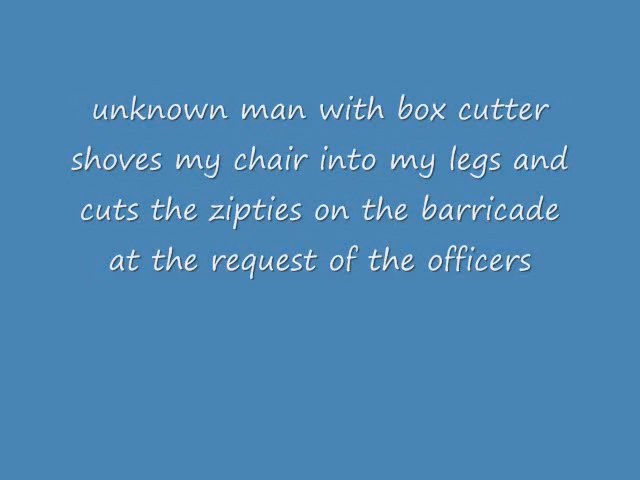 unknown man with box cutter
shoves my chair into my legs and
cuts the zipties on the barricade
at the request of the officers